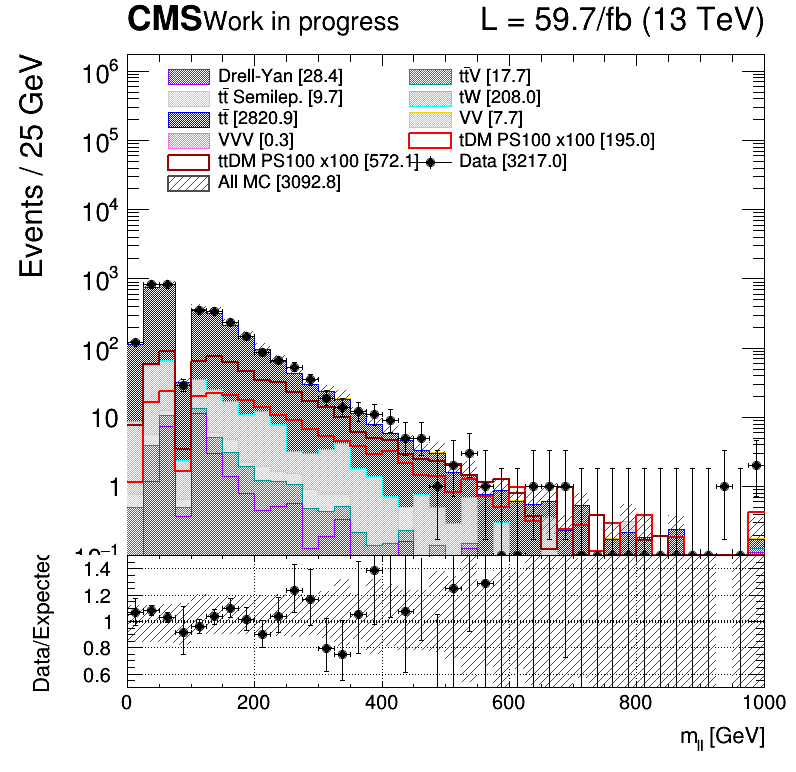 CMS Work in progress L = 59.7/fb (13 TeV)
Events / 25 GeV
10⁶
10⁵
10⁴
10³
10²
10
1
10⁻¹
Drell-Yan [28.4] tt̄V [17.7]
tt̄ Semilep. [9.7] tW [208.0]
tt̄ [2820.9] VV [7.7]
VVV [0.3] tDM PS100 x100 [195.0]
ttDM PS100 x100 [572.1] Data [3217.0]
All MC [3092.8]
Data/Expected
1.4
1.2
1
0.8
0.6
0 200 400 600 800 1000
m_ll [GeV]